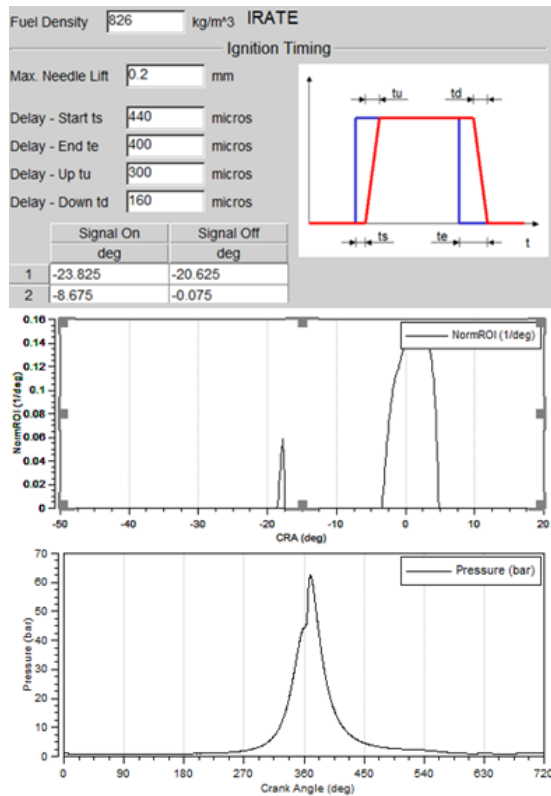 Fuel Density 826 kg/m^3 IRATE
Ignition Timing
Max. Needle Lift 0.2 mm
Delay - Start ts 440 micros
Delay - End te 400 micros
Delay - Up tu 300 micros
Delay - Down td 160 micros
tu td
ts te t
Signal On Signal Off
deg deg
1 -23.825 -20.625
2 -8.675 -0.075
NormROI (1/deg)
0.16
0.14
0.12
0.1
0.08
0.06
0.04
0.02
0
NormROI (1/deg)
-50 -40 -30 -20 -10 0 10 20
CRA (deg)
Pressure (bar)
70
60
50
40
30
20
10
0
Pressure (bar)
0 90 180 270 360 450 540 630 720
Crank Angle (deg)